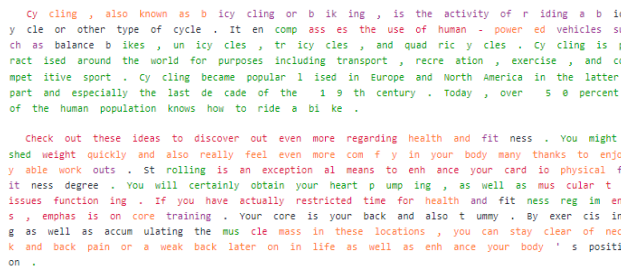 Cy cling , also known as b icy cling or b ik ing , is the activity of r iding a b ic
y cle or other type of cycle . It en comp ass es the use of human - power ed vehicles su
ch as balance b ikes , un icy cles , tr icy cles , and quad ric y cles . Cy cling is p
ract ised around the world for purposes including transport , recre ation , exercise , and co
mpet itive sport . Cy cling became popular l ised in Europe and North America in the latter
part and especially the last de cade of the 1 9 th century . Today , over 5 0 percent
of the human population knows how to ride a bi ke .
Check out these ideas to discover out even more regarding health and fit ness . You might
shed weight quickly and also really feel even more com f y in your body many thanks to enjo
y able work outs . St rolling is an exception al means to enh ance your card io physical f
it ness degree . You will certainly obtain your heart p ump ing , as well as mus cular t
issues function ing . If you have actually restricted time for health and fit ness reg im en
s , emphas is on core training . Your core is your back and also t ummy . By exer cis in
g as well as accum ulating the mus cle mass in these locations , you can stay clear of nec
k and back pain or a weak back later on in life as well as enh ance your body ' s positi
on .